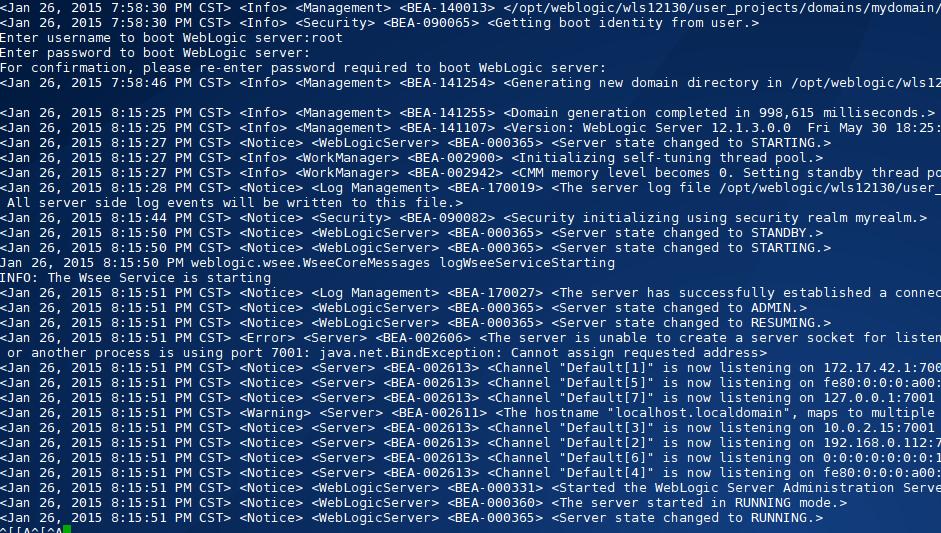 <Jan 26, 2015 7:58:30 PM CST> <Info> <Management> <BEA-140013> </opt/weblogic/wls12130/user_projects/domains/mydomain/
<Jan 26, 2015 7:58:30 PM CST> <Info> <Security> <BEA-090065> <Getting boot identity from user.>
Enter username to boot WebLogic server:root
Enter password to boot WebLogic server:
For confirmation, please re-enter password required to boot WebLogic server:
<Jan 26, 2015 7:58:46 PM CST> <Info> <Management> <BEA-141254> <Generating new domain directory in /opt/weblogic/wls12
<Jan 26, 2015 8:15:25 PM CST> <Info> <Management> <BEA-141255> <Domain generation completed in 998,615 milliseconds.>
<Jan 26, 2015 8:15:25 PM CST> <Info> <Management> <BEA-141107> <Version: WebLogic Server 12.1.3.0.0  Fri May 30 18:25:
<Jan 26, 2015 8:15:27 PM CST> <Notice> <WebLogicServer> <BEA-000365> <Server state changed to STARTING.>
<Jan 26, 2015 8:15:27 PM CST> <Info> <WorkManager> <BEA-002900> <Initializing self-tuning thread pool.>
<Jan 26, 2015 8:15:27 PM CST> <Info> <WorkManager> <BEA-002942> <CMM memory level becomes 0. Setting standby thread po
<Jan 26, 2015 8:15:28 PM CST> <Notice> <Log Management> <BEA-170019> <The server log file /opt/weblogic/wls12130/user_
 All server side log events will be written to this file.>
<Jan 26, 2015 8:15:44 PM CST> <Notice> <Security> <BEA-090082> <Security initializing using security realm myrealm.>
<Jan 26, 2015 8:15:50 PM CST> <Notice> <WebLogicServer> <BEA-000365> <Server state changed to STANDBY.>
<Jan 26, 2015 8:15:50 PM CST> <Notice> <WebLogicServer> <BEA-000365> <Server state changed to STARTING.>
Jan 26, 2015 8:15:50 PM weblogic.wsee.WseeCoreMessages logWseeServiceStarting
INFO: The Wsee Service is starting
<Jan 26, 2015 8:15:51 PM CST> <Notice> <Log Management> <BEA-170027> <The server has successfully established a connec
<Jan 26, 2015 8:15:51 PM CST> <Notice> <WebLogicServer> <BEA-000365> <Server state changed to ADMIN.>
<Jan 26, 2015 8:15:51 PM CST> <Notice> <WebLogicServer> <BEA-000365> <Server state changed to RESUMING.>
<Jan 26, 2015 8:15:51 PM CST> <Error> <Server> <BEA-002606> <The server is unable to create a server socket for listen
 or another process is using port 7001: java.net.BindException: Cannot assign requested address>
<Jan 26, 2015 8:15:51 PM CST> <Notice> <Server> <BEA-002613> <Channel "Default[1]" is now listening on 172.17.42.1:700
<Jan 26, 2015 8:15:51 PM CST> <Notice> <Server> <BEA-002613> <Channel "Default[5]" is now listening on fe80:0:0:0:a00:
<Jan 26, 2015 8:15:51 PM CST> <Notice> <Server> <BEA-002613> <Channel "Default[7]" is now listening on 127.0.0.1:7001
<Jan 26, 2015 8:15:51 PM CST> <Warning> <Server> <BEA-002611> <The hostname "localhost.localdomain", maps to multiple
<Jan 26, 2015 8:15:51 PM CST> <Notice> <Server> <BEA-002613> <Channel "Default[3]" is now listening on 10.0.2.15:7001
<Jan 26, 2015 8:15:51 PM CST> <Notice> <Server> <BEA-002613> <Channel "Default[2]" is now listening on 192.168.0.112:7
<Jan 26, 2015 8:15:51 PM CST> <Notice> <Server> <BEA-002613> <Channel "Default[6]" is now listening on 0:0:0:0:0:0:0:1
<Jan 26, 2015 8:15:51 PM CST> <Notice> <Server> <BEA-002613> <Channel "Default[4]" is now listening on fe80:0:0:0:a00:
<Jan 26, 2015 8:15:51 PM CST> <Notice> <WebLogicServer> <BEA-000331> <Started the WebLogic Server Administration Serve
<Jan 26, 2015 8:15:51 PM CST> <Notice> <WebLogicServer> <BEA-000360> <The server started in RUNNING mode.>
<Jan 26, 2015 8:15:51 PM CST> <Notice> <WebLogicServer> <BEA-000365> <Server state changed to RUNNING.>